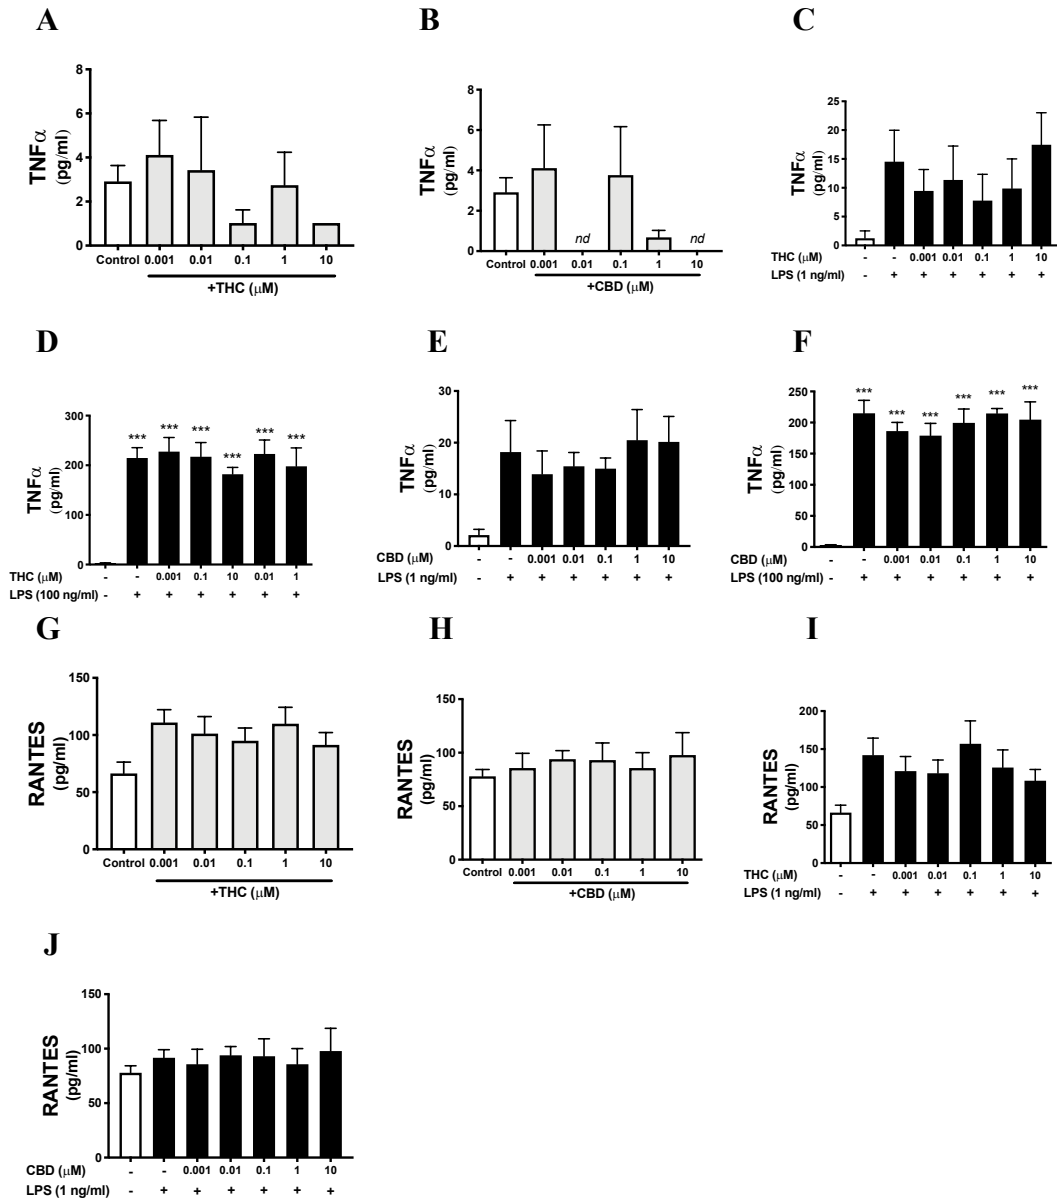 A
B
C
8
6
4
2
0
TNFα
(pg/ml)
Control 0.001 0.01 0.1 1 10
+THC (μM)
8
6
4
2
0
TNFα
(pg/ml)
nd nd
Control 0.001 0.01 0.1 1 10
+CBD (μM)
25
20
15
10
5
0
TNFα
(pg/ml)
THC (μM) - - 0.001 0.01 0.1 1 10
LPS (1 ng/ml) - + + + + + +
D
E
F
300
200
100
0
TNFα
(pg/ml)
*** *** *** *** *** ***
THC (μM) - - 0.001 0.1 10 0.01 1
LPS (100 ng/ml) - + + + + + +
30
20
10
0
TNFα
(pg/ml)
CBD (μM) - - 0.001 0.01 0.1 1 10
LPS (1 ng/ml) - + + + + + +
250
200
150
100
50
0
TNFα
(pg/ml)
*** *** *** *** *** ***
CBD (μM) - - 0.001 0.01 0.1 1 10
LPS (100 ng/ml) - + + + + + +
G
H
I
150
100
50
0
RANTES
(pg/ml)
Control 0.001 0.01 0.1 1 10
+THC (μM)
150
100
50
0
RANTES
(pg/ml)
Control 0.001 0.01 0.1 1 10
+CBD (μM)
200
150
100
50
0
RANTES
(pg/ml)
THC (μM) - - 0.001 0.01 0.1 1 10
LPS (1 ng/ml) - + + + + + +
J
150
100
50
0
RANTES
(pg/ml)
CBD (μM) - - 0.001 0.01 0.1 1 10
LPS (1 ng/ml) - + + + + + +